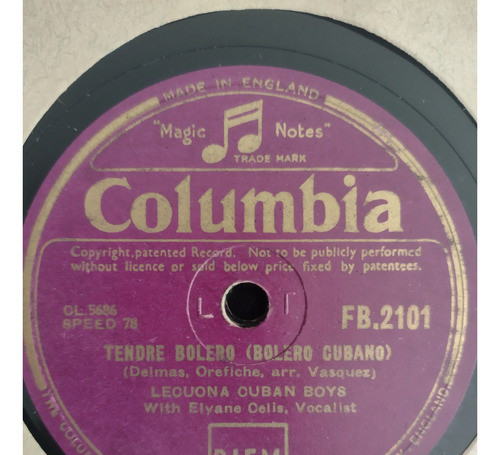 MADE IN ENGLAND
"Magic Notes"
TRADE MARK
Columbia
Copyright, patented Record. Not to be publicly performed
without licence or sold below price fixed by patentees.
CL.5686
SPEED 78
L T
FB.2101
TENDRE BOLERO (BOLERO CUBANO)
(Delmas, Orefiche, arr. Vasquez)
LECUONA CUBAN BOYS
With Elyane Celis, Vocalist
BIEM
ENGLAND